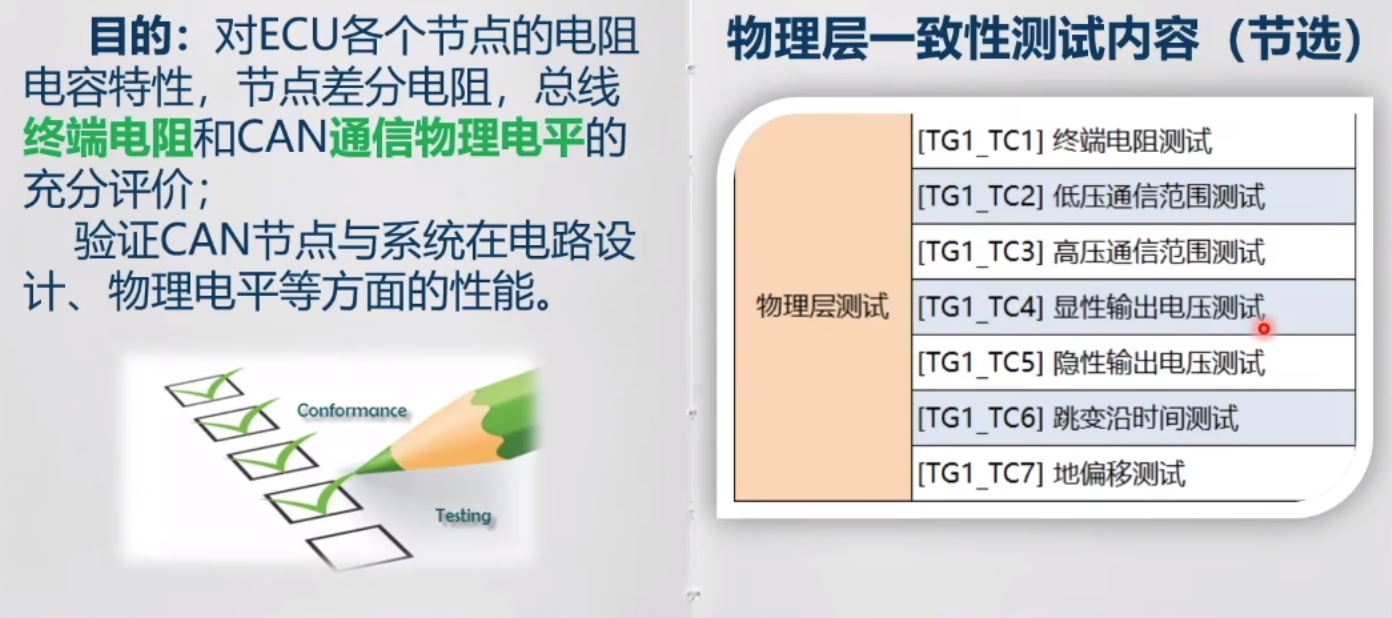 目的：对ECU各个节点的电阻
电容特性，节点差分电阻，总线
终端电阻和CAN通信物理电平的
充分评价；
验证CAN节点与系统在电路设
计、物理电平等方面的性能。
Conformance
Testing
物理层一致性测试内容（节选）
物理层测试
[TG1_TC1] 终端电阻测试
[TG1_TC2] 低压通信范围测试
[TG1_TC3] 高压通信范围测试
[TG1_TC4] 显性输出电压测试
[TG1_TC5] 隐性输出电压测试
[TG1_TC6] 跳变沿时间测试
[TG1_TC7] 地偏移测试